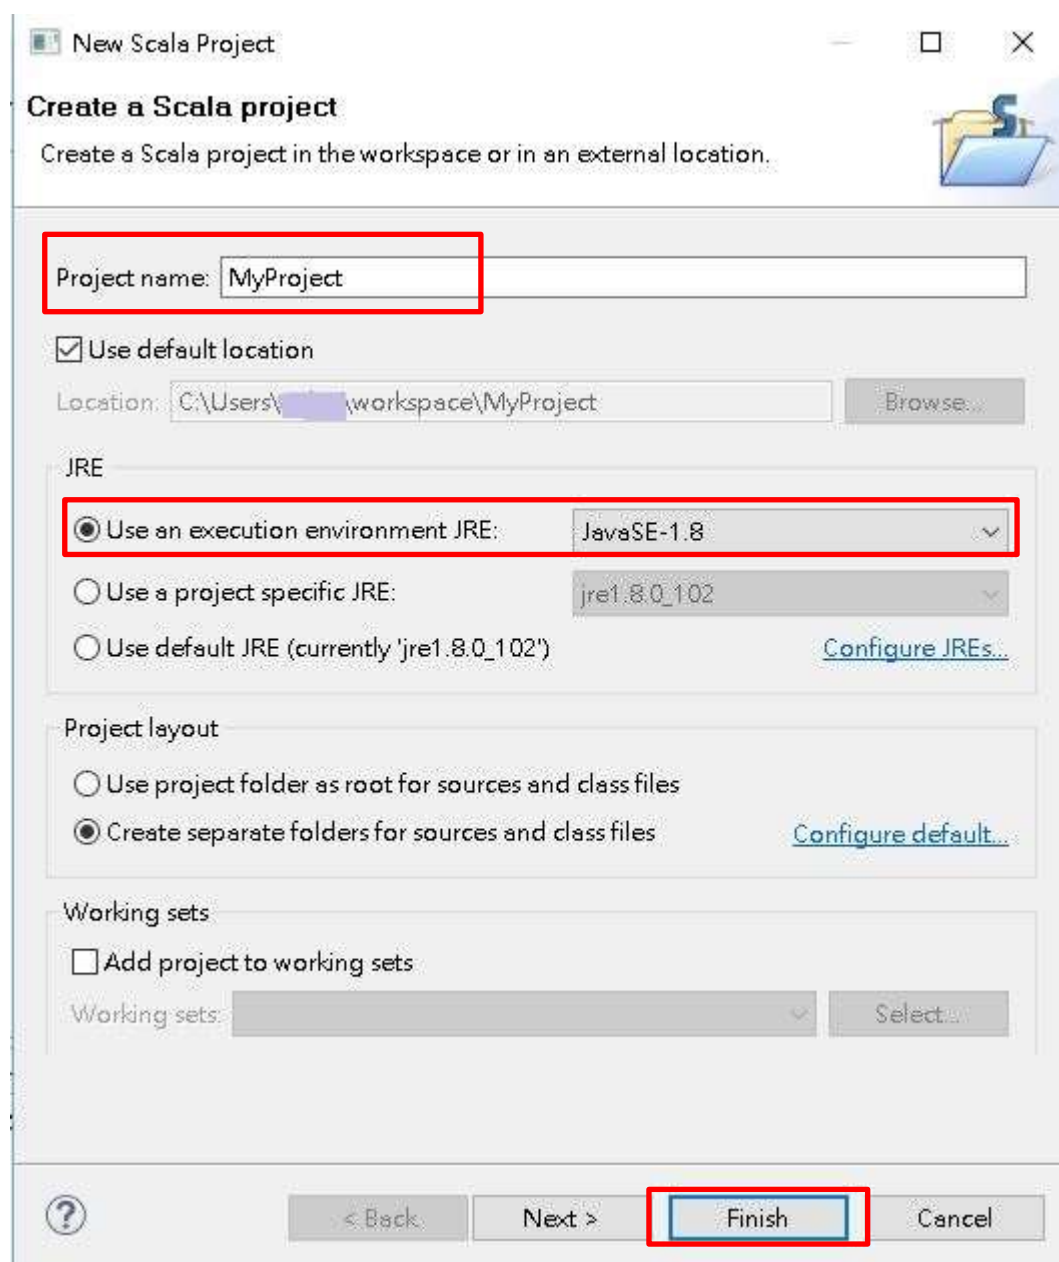 New Scala Project
Create a Scala project
Create a Scala project in the workspace or in an external location.
Project name: MyProject
Use default location
Location: C:\Users\ \workspace\MyProject Browse...
JRE
Use an execution environment JRE: JavaSE-1.8
Use a project specific JRE: jre1.8.0_102
Use default JRE (currently 'jre1.8.0_102') Configure JREs...
Project layout
Use project folder as root for sources and class files
Create separate folders for sources and class files Configure default...
Working sets
Add project to working sets
Working sets: Select...
? < Back Next > Finish Cancel